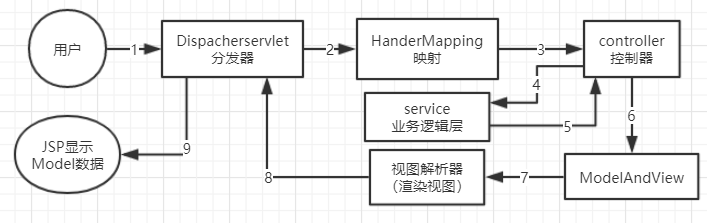 用户
1
Dispacherservlet
分发器
2
HanderMapping
映射
3
controller
控制器
4
service
业务逻辑层
5
6
JSP显示
Model数据
9
8
视图解析器
（渲染视图）
7
ModelAndView